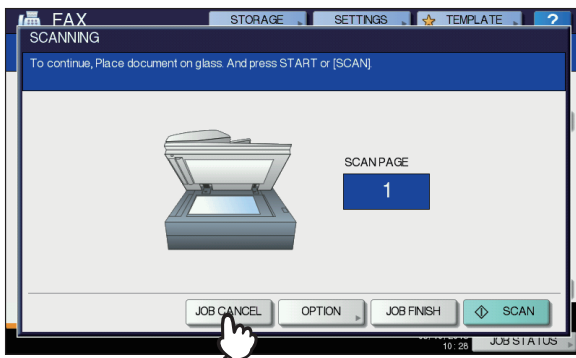 FAX
STORAGE
SETTINGS
TEMPLATE
?
SCANNING
To continue, Place document on glass. And press START or [SCAN].
SCAN PAGE
1
JOB CANCEL
OPTION
JOB FINISH
SCAN
10:28
JOB STATUS